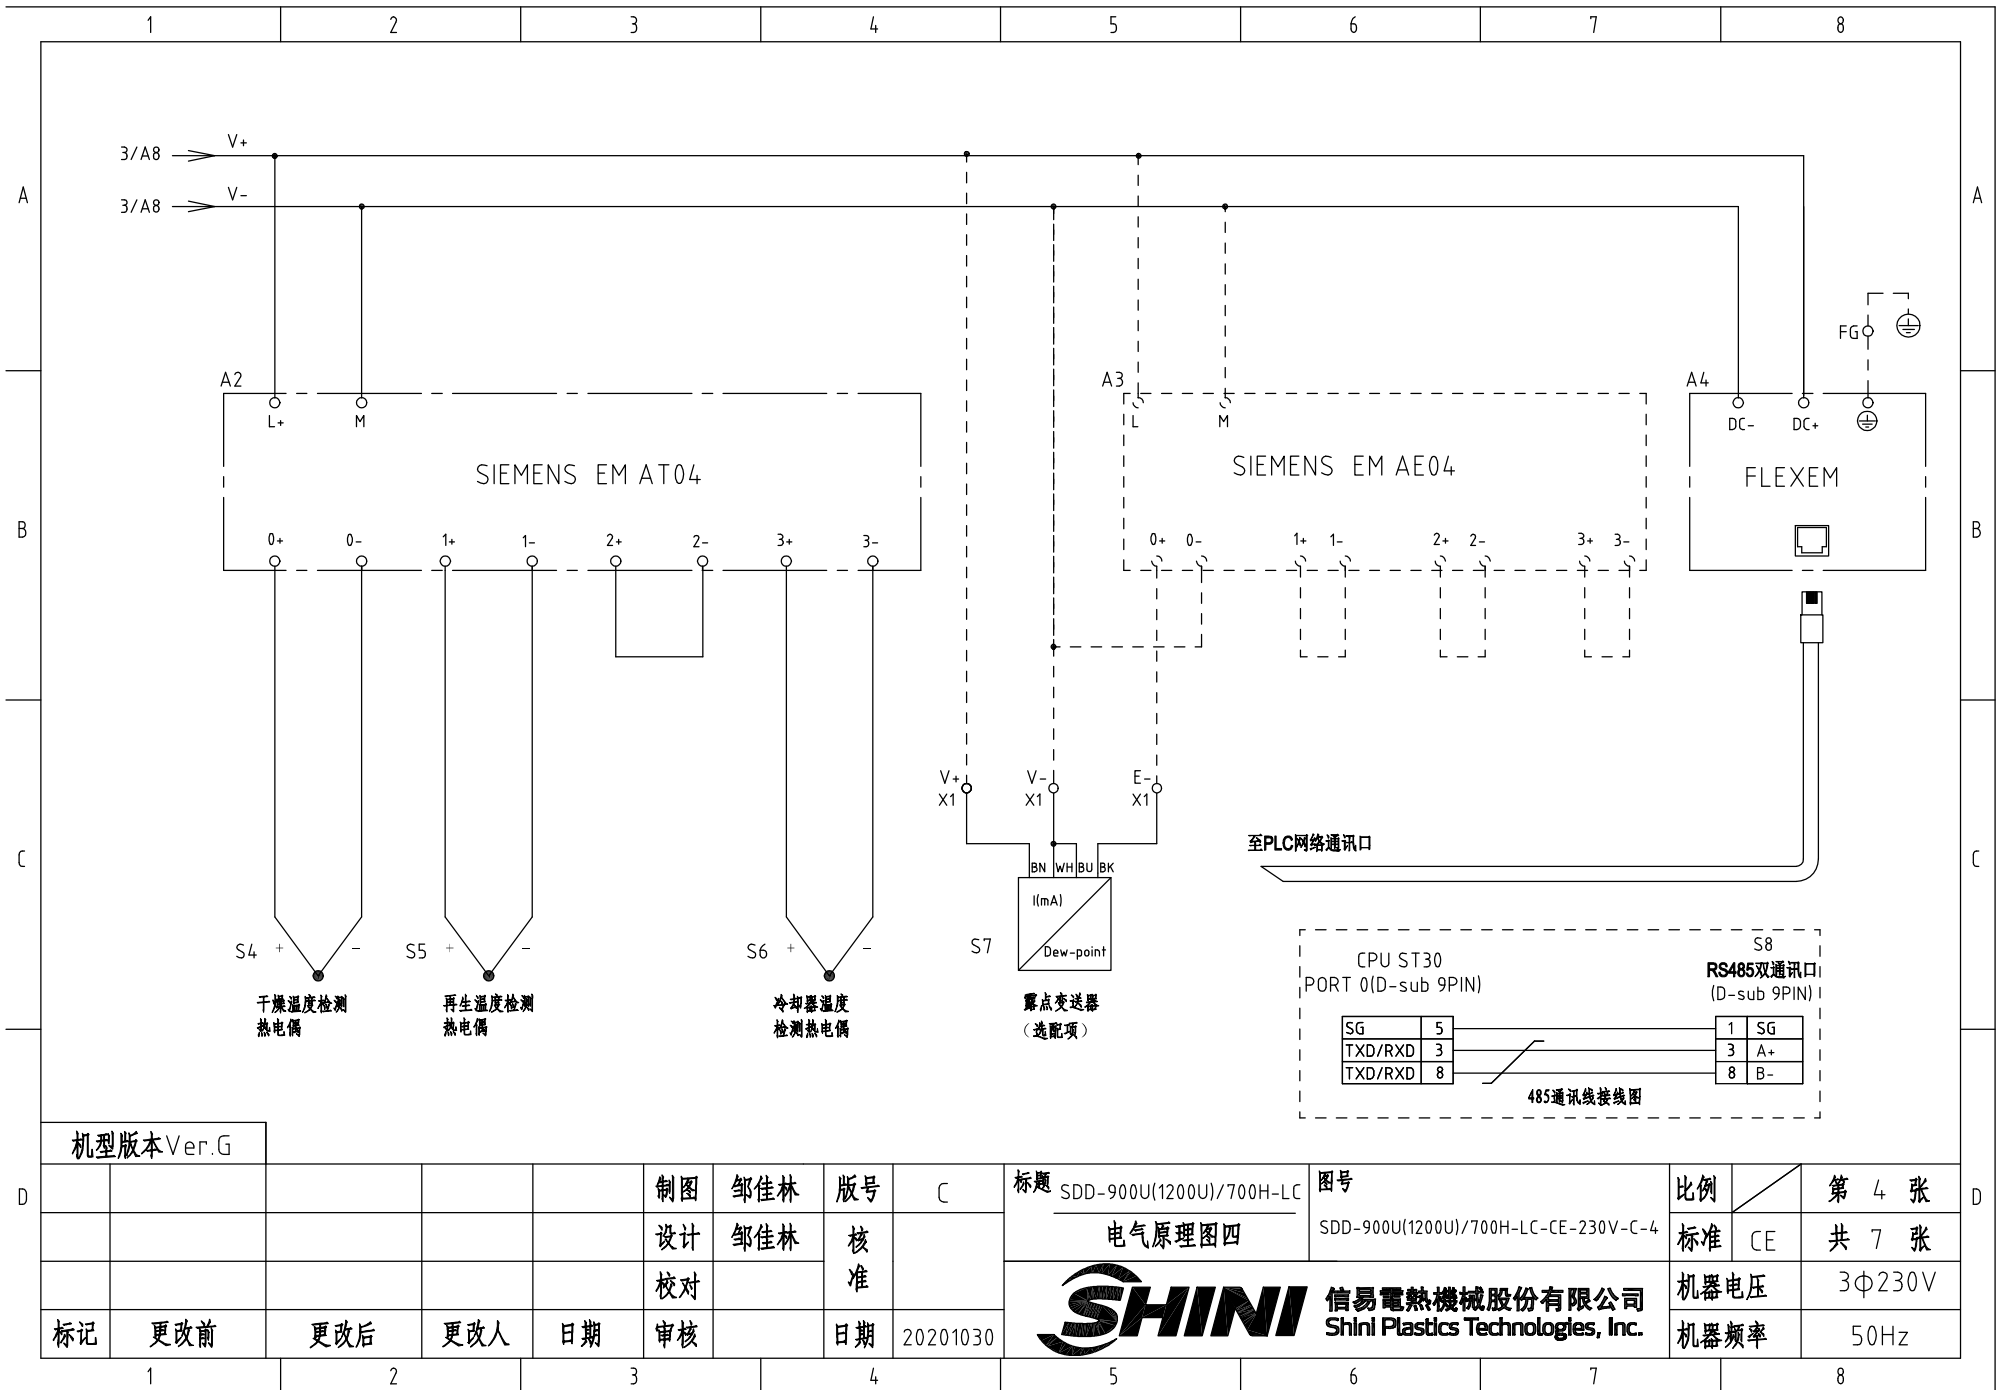 1 2 3 4 5 6 7 8
A A
B B
C C
D D
3/A8 V+
3/A8 V-
FG
A2
L+ M
SIEMENS EM AT04
0+ 0- 1+ 1- 2+ 2- 3+ 3-
A3
L M
SIEMENS EM AE04
0+ 0- 1+ 1- 2+ 2- 3+ 3-
A4
DC- DC+
FLEXEM
V+ V- E-
X1 X1 X1
至PLC网络通讯口
BN WH BU BK
I(mA)
Dew-point
S4 + -
干燥温度检测
热电偶
S5 + -
再生温度检测
热电偶
S6 + -
冷却器温度
检测热电偶
S7
露点变送器
（选配项）
CPU ST30
PORT 0(D-sub 9PIN)
S8
RS485双通讯口
(D-sub 9PIN)
SG 5 1 SG
TXD/RXD 3 3 A+
TXD/RXD 8 8 B-
485通讯线接线图
机型版本Ver.G
制图 邹佳林 版号 C
设计 邹佳林 核准
校对
标记 更改前 更改后 更改人 日期 审核 日期 20201030
标题 SDD-900U(1200U)/700H-LC
电气原理图四
图号
SDD-900U(1200U)/700H-LC-CE-230V-C-4
比例 第 4 张
标准 CE 共 7 张
机器电压 3Φ230V
机器频率 50Hz
SHINI
信易電熱機械股份有限公司
Shini Plastics Technologies, Inc.
1 2 3 4 5 6 7 8